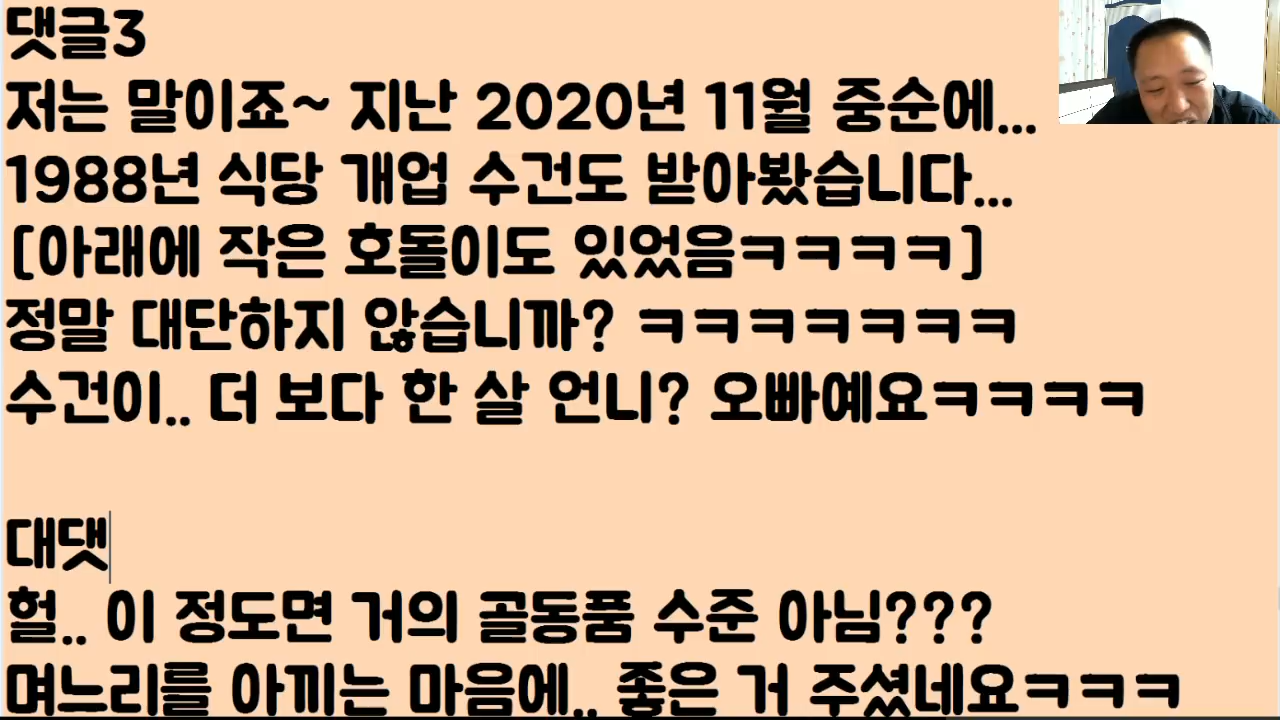 댓글3
저는 말이죠~ 지난 2020년 11월 중순에...
1988년 식당 개업 수건도 받아봤습니다...
[아래에 작은 호돌이도 있었음ㅋㅋㅋㅋ]
정말 대단하지 않습니까? ㅋㅋㅋㅋㅋㅋㅋ
수건이.. 더 보다 한 살 언니? 오빠예요ㅋㅋㅋㅋ
대댓
헐.. 이 정도면 거의 골동품 수준 아님???
며느리를 아끼는 마음에.. 좋은 거 주셨네요ㅋㅋㅋ